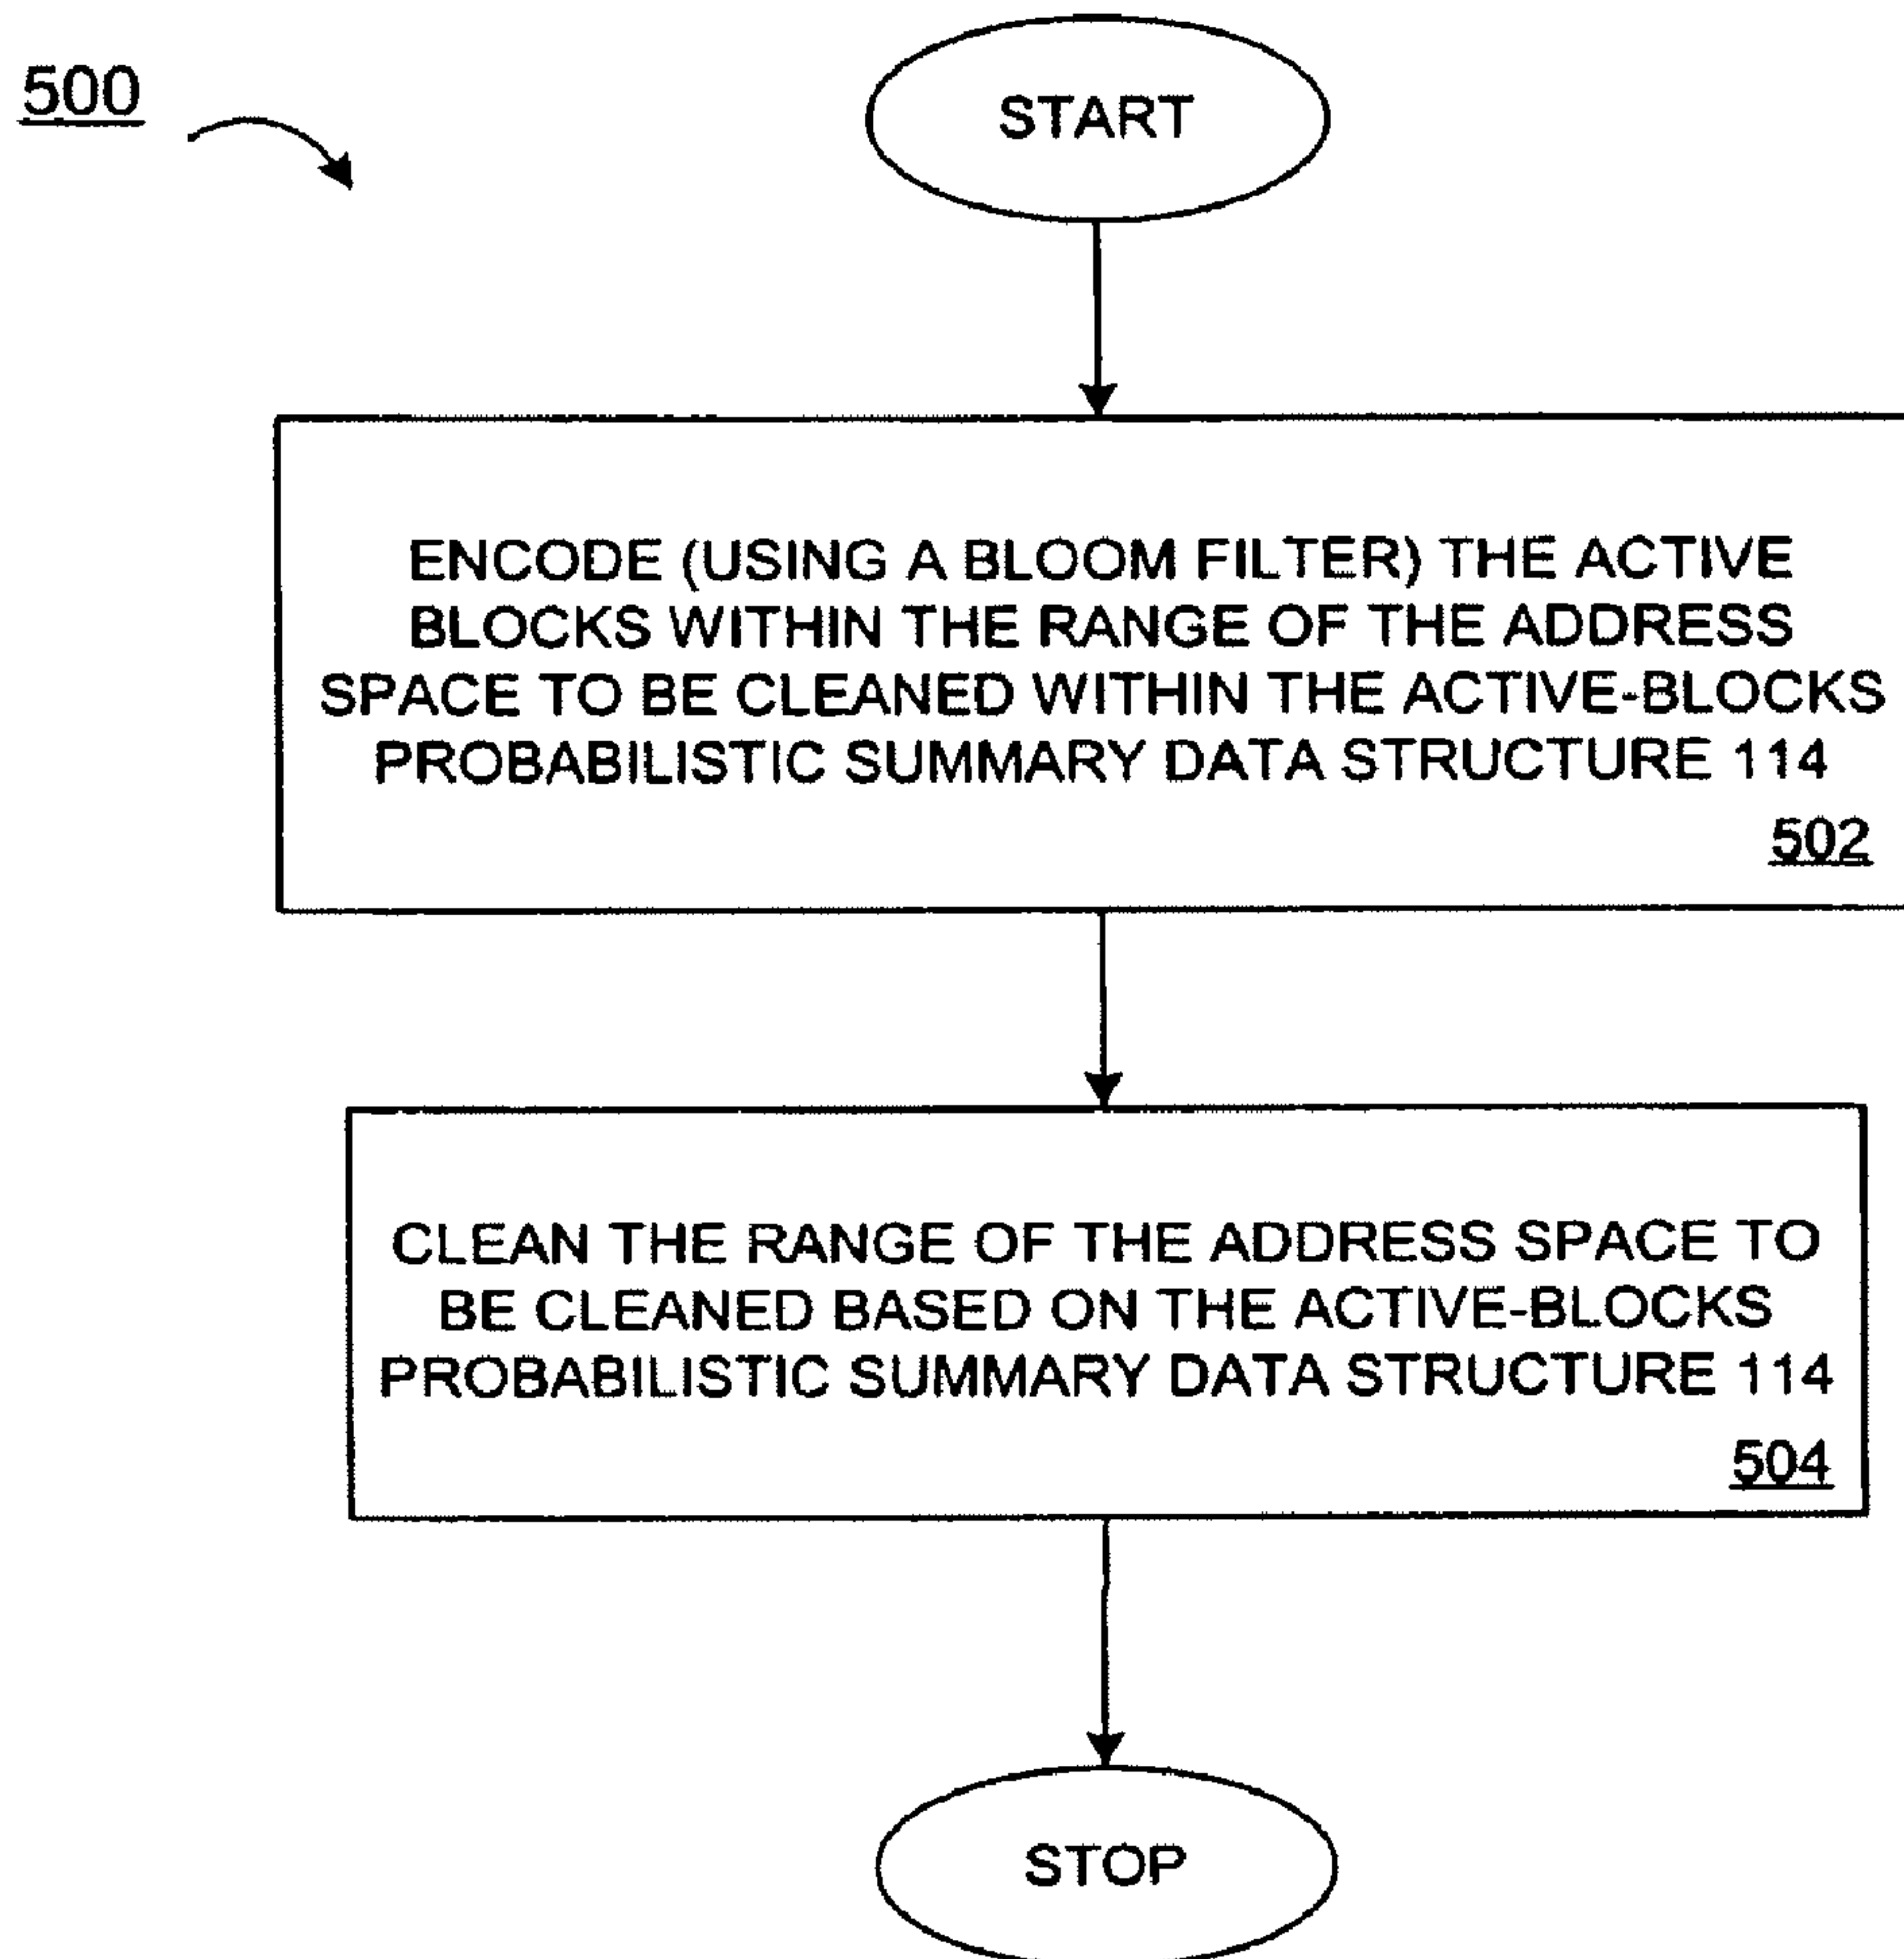 500
START
ENCODE (USING A BLOOM FILTER) THE ACTIVE
BLOCKS WITHIN THE RANGE OF THE ADDRESS
SPACE TO BE CLEANED WITHIN THE ACTIVE-BLOCKS
PROBABILISTIC SUMMARY DATA STRUCTURE 114
502
CLEAN THE RANGE OF THE ADDRESS SPACE TO
BE CLEANED BASED ON THE ACTIVE-BLOCKS
PROBABILISTIC SUMMARY DATA STRUCTURE 114
504
STOP